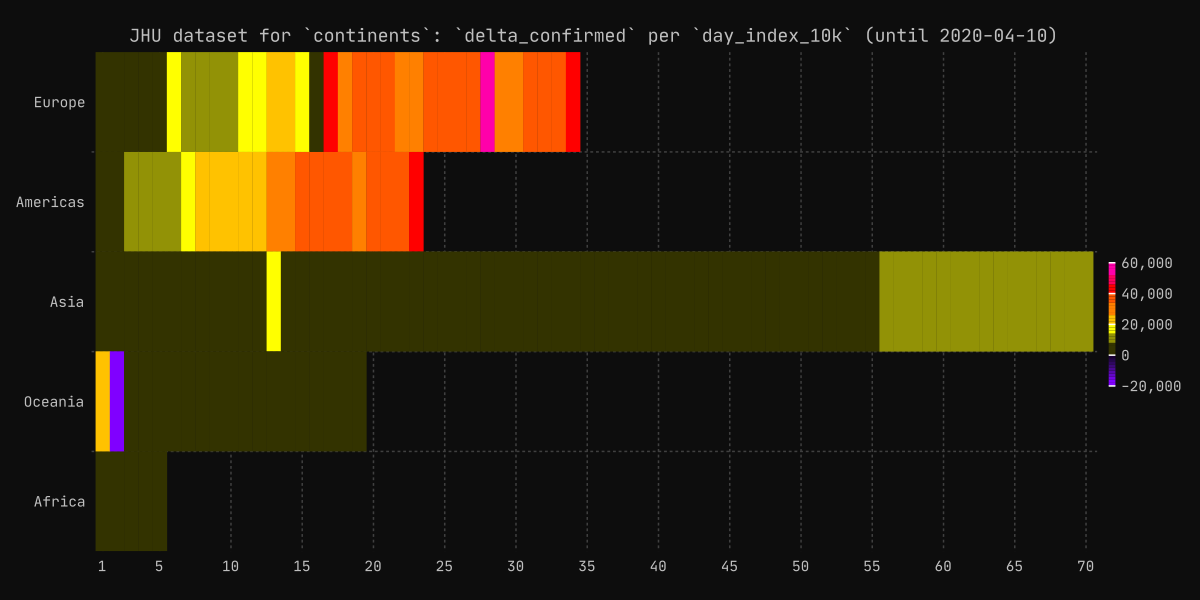 JHU dataset for `continents`: `delta_confirmed` per `day_index_10k` (until 2020-04-10)
Europe
Americas
Asia
Oceania
Africa
60,000
40,000
20,000
0
-20,000
1 5 10 15 20 25 30 35 40 45 50 55 60 65 70